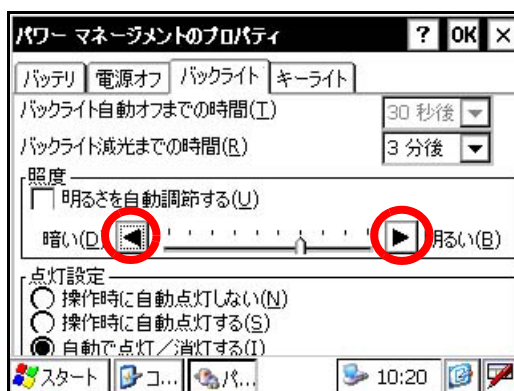 パワー マネージメントのプロパティ ? OK ×
バッテリ 電源オフ バックライト キーライト
バックライト自動オフまでの時間(T) 30 秒後
バックライト減光までの時間(R) 3 分後
照度
明るさを自動調節する(U)
暗い(D) 明るい(B)
点灯設定
操作時に自動点灯しない(N)
操作時に自動点灯する(S)
自動で点灯/消灯する(I)
スタート コ... パ... 10:20